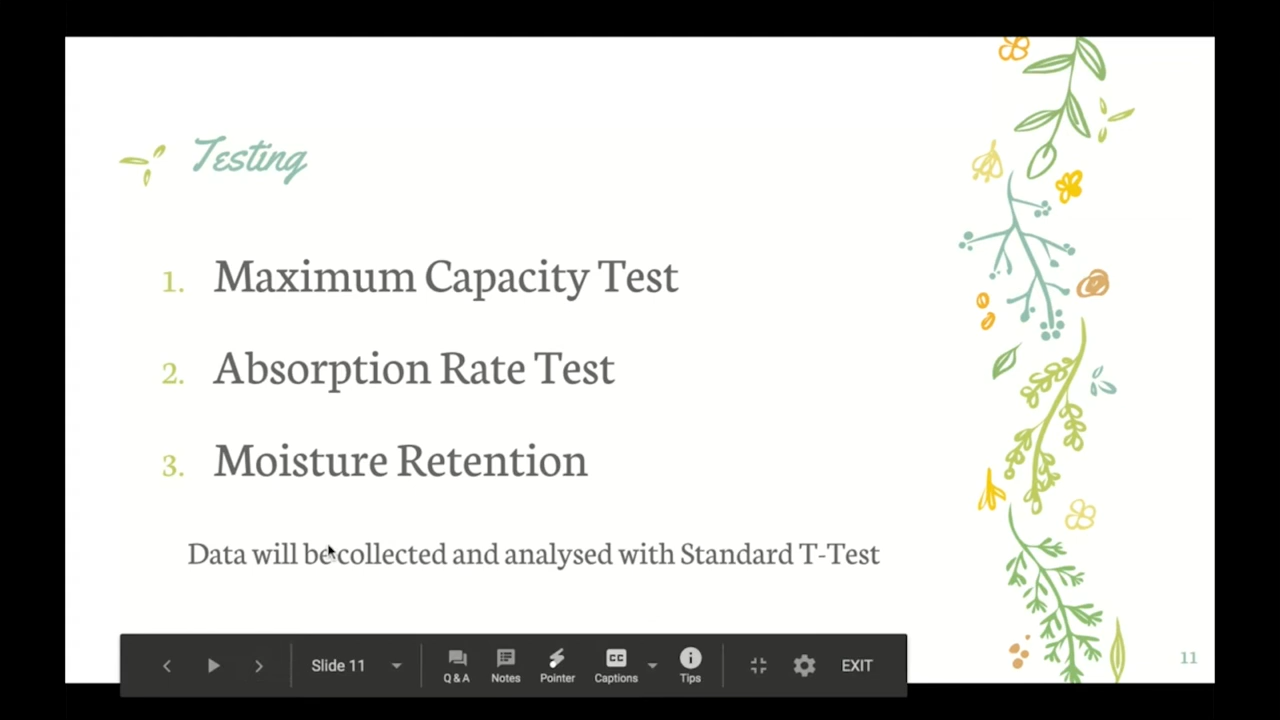 Testing
1. Maximum Capacity Test
2. Absorption Rate Test
3. Moisture Retention
Data will be collected and analysed with Standard T-Test
11
Slide 11
Q & A
Notes
Pointer
Captions
Tips
EXIT